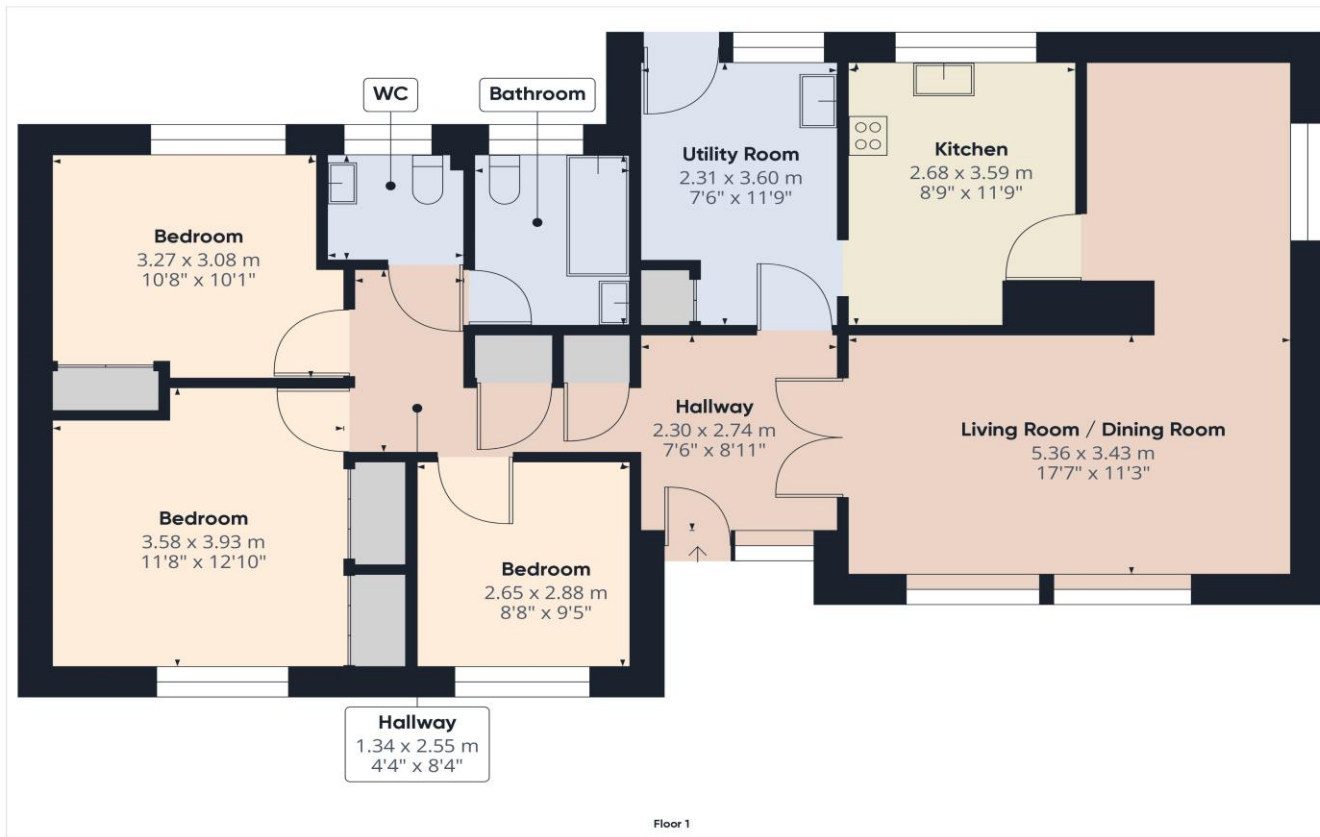 WC
Bathroom
Utility Room
2.31 x 3.60 m
7'6" x 11'9"
Kitchen
2.68 x 3.59 m
8'9" x 11'9"
Bedroom
3.27 x 3.08 m
10'8" x 10'1"
Hallway
2.30 x 2.74 m
7'6" x 8'11"
Living Room / Dining Room
5.36 x 3.43 m
17'7" x 11'3"
Bedroom
3.58 x 3.93 m
11'8" x 12'10"
Bedroom
2.65 x 2.88 m
8'8" x 9'5"
Hallway
1.34 x 2.55 m
4'4" x 8'4"
Floor 1